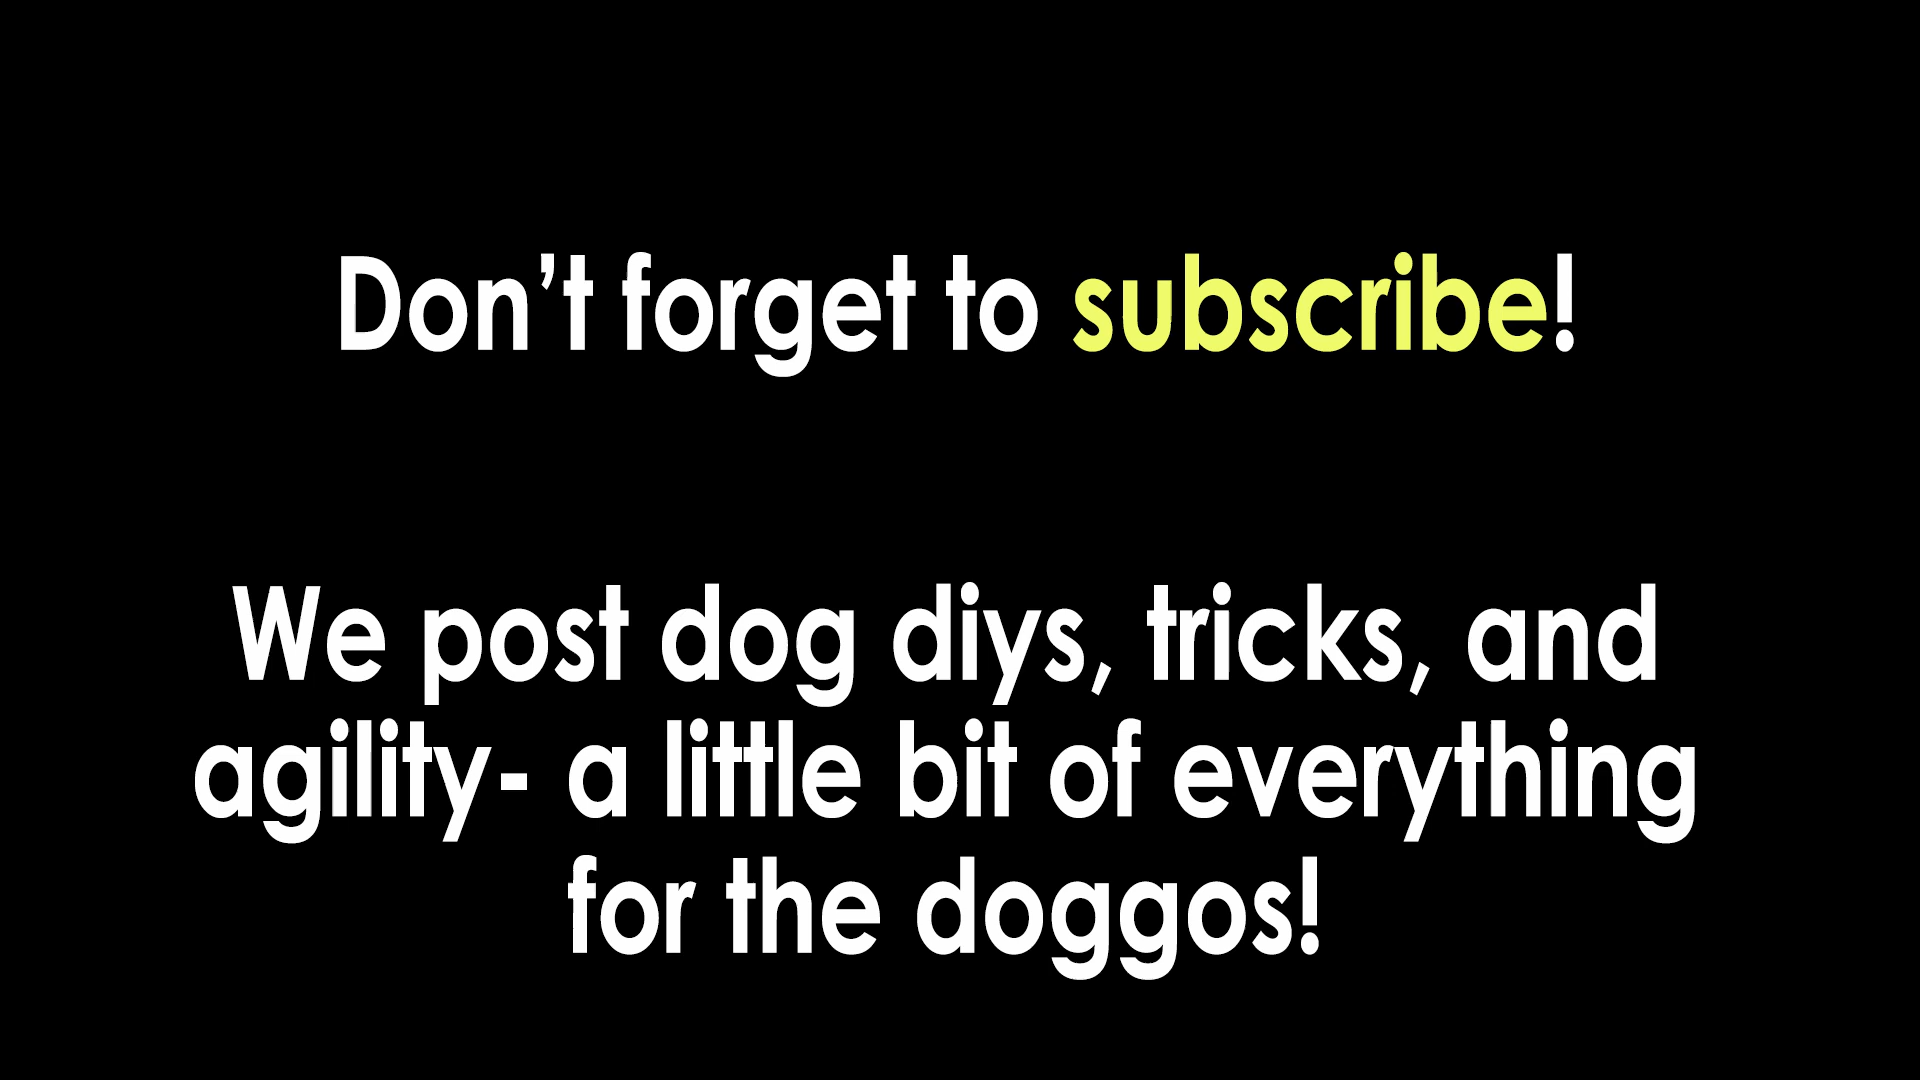 Don’t forget to subscribe!
We post dog diys, tricks, and
agility- a little bit of everything
for the doggos!